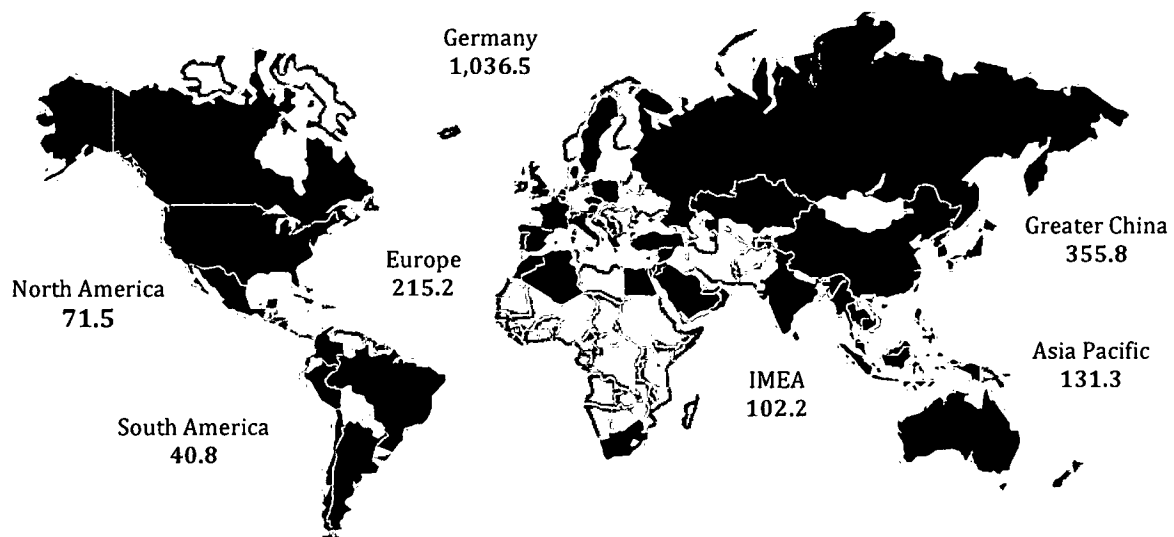 Germany
1,036.5
Greater China
355.8
Europe
215.2
North America
71.5
Asia Pacific
131.3
IMEA
102.2
South America
40.8